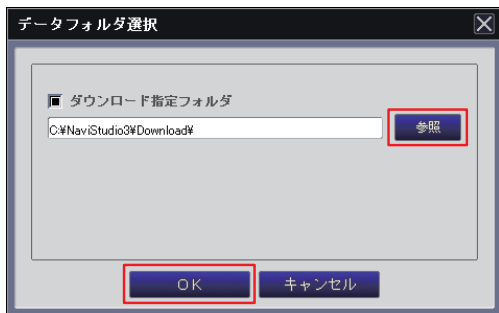 データフォルダ選択
ダウンロード指定フォルダ
C:¥NaviStudio3¥Download¥
参照
OK
キャンセル